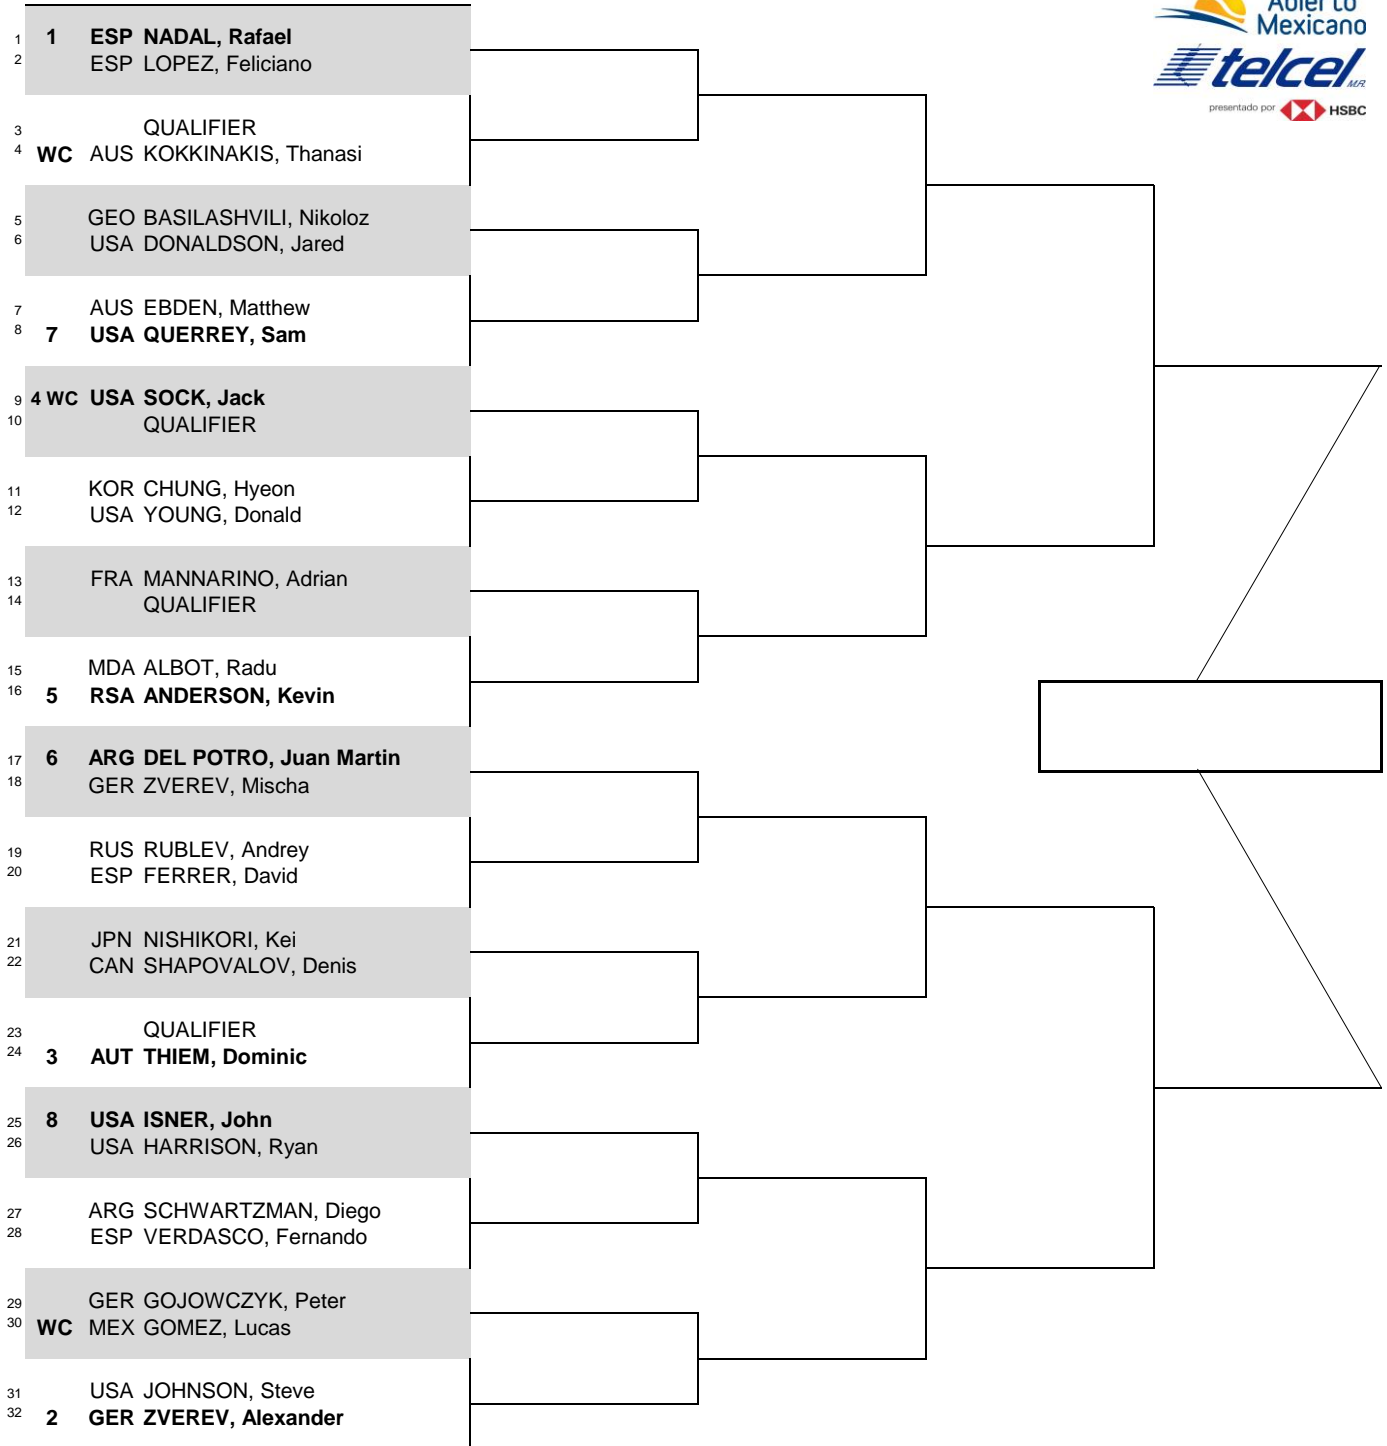 Abierto
Mexicano
telcel M.R.
presentado por HSBC
1 1 ESP NADAL, Rafael
2 ESP LOPEZ, Feliciano
3 QUALIFIER
4 WC AUS KOKKINAKIS, Thanasi
5 GEO BASILASHVILI, Nikoloz
6 USA DONALDSON, Jared
7 AUS EBDEN, Matthew
8 7 USA QUERREY, Sam
9 4 WC USA SOCK, Jack
10 QUALIFIER
11 KOR CHUNG, Hyeon
12 USA YOUNG, Donald
13 FRA MANNARINO, Adrian
14 QUALIFIER
15 MDA ALBOT, Radu
16 5 RSA ANDERSON, Kevin
17 6 ARG DEL POTRO, Juan Martin
18 GER ZVEREV, Mischa
19 RUS RUBLEV, Andrey
20 ESP FERRER, David
21 JPN NISHIKORI, Kei
22 CAN SHAPOVALOV, Denis
23 QUALIFIER
24 3 AUT THIEM, Dominic
25 8 USA ISNER, John
26 USA HARRISON, Ryan
27 ARG SCHWARTZMAN, Diego
28 ESP VERDASCO, Fernando
29 GER GOJOWCZYK, Peter
30 WC MEX GOMEZ, Lucas
31 USA JOHNSON, Steve
32 2 GER ZVEREV, Alexander